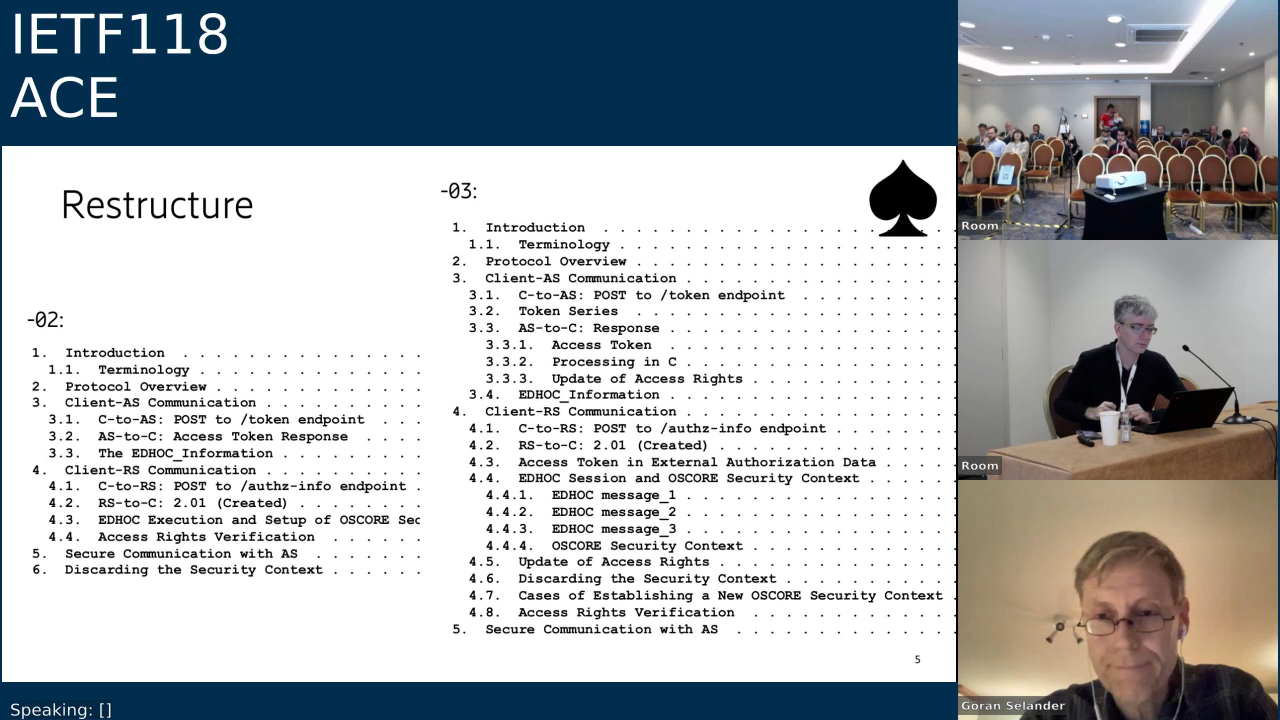 IETF118
ACE
Restructure
-02:
1. Introduction . . . . . . . . . . . . . . .
1.1. Terminology . . . . . . . . . . . . . .
2. Protocol Overview . . . . . . . . . . . . .
3. Client-AS Communication . . . . . . . . . .
3.1. C-to-AS: POST to /token endpoint . . .
3.2. AS-to-C: Access Token Response . . . .
3.3. The EDHOC_Information . . . . . . . . .
4. Client-RS Communication . . . . . . . . . .
4.1. C-to-RS: POST to /authz-info endpoint .
4.2. RS-to-C: 2.01 (Created) . . . . . . . .
4.3. EDHOC Execution and Setup of OSCORE Sec
4.4. Access Rights Verification . . . . .
5. Secure Communication with AS . . . . . . .
6. Discarding the Security Context . . . . . .
-03:
1. Introduction . . . . . . . . . . . . . . . . . . . . .
1.1. Terminology . . . . . . . . . . . . . . . . . . . . .
2. Protocol Overview . . . . . . . . . . . . . . . . . . . .
3. Client-AS Communication . . . . . . . . . . . . . . . . .
3.1. C-to-AS: POST to /token endpoint . . . . . . . . . .
3.2. Token Series . . . . . . . . . . . . . . . . . . . .
3.3. AS-to-C: Response . . . . . . . . . . . . . . . . . .
3.3.1. Access Token . . . . . . . . . . . . . . . . . .
3.3.2. Processing in C . . . . . . . . . . . . . . . . .
3.3.3. Update of Access Rights . . . . . . . . . . . . .
3.4. EDHOC_Information . . . . . . . . . . . . . . . . . .
4. Client-RS Communication . . . . . . . . . . . . . . . . .
4.1. C-to-RS: POST to /authz-info endpoint . . . . . . . .
4.2. RS-to-C: 2.01 (Created) . . . . . . . . . . . . . . .
4.3. Access Token in External Authorization Data . . . . .
4.4. EDHOC Session and OSCORE Security Context . . . . . .
4.4.1. EDHOC message_1 . . . . . . . . . . . . . . . . .
4.4.2. EDHOC message_2 . . . . . . . . . . . . . . . . .
4.4.3. EDHOC message_3 . . . . . . . . . . . . . . . . .
4.4.4. OSCORE Security Context . . . . . . . . . . . . .
4.5. Update of Access Rights . . . . . . . . . . . . . . .
4.6. Discarding the Security Context . . . . . . . . . . .
4.7. Cases of Establishing a New OSCORE Security Context .
4.8. Access Rights Verification . . . . . . . . . . . . .
5. Secure Communication with AS . . . . . . . . . . . . . .
5
Speaking: []
Room
Room
Goran Selander